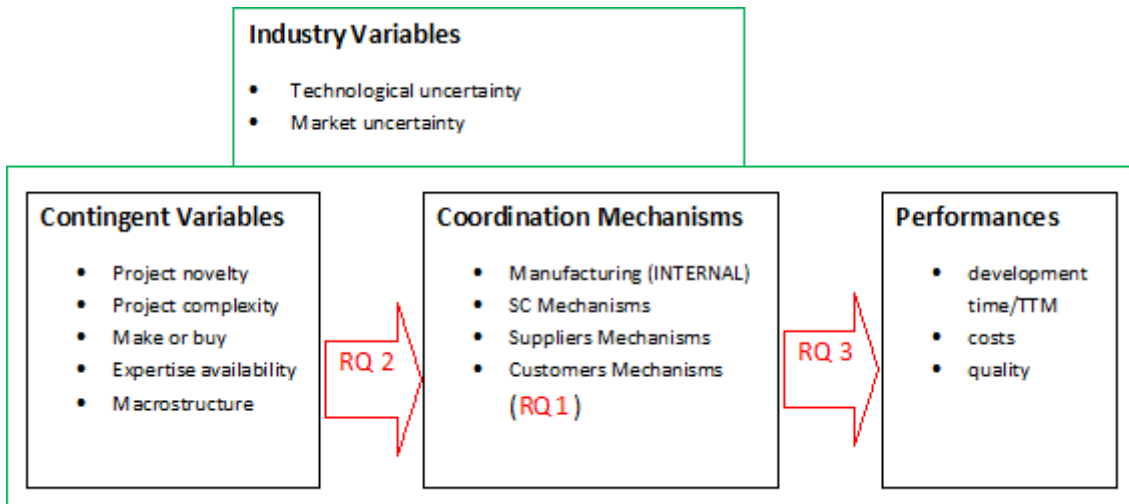 Industry Variables
• Technological uncertainty
• Market uncertainty
Contingent Variables
• Project novelty
• Project complexity
• Make or buy
• Expertise availability
• Macrostructure
RQ 2
Coordination Mechanisms
• Manufacturing (INTERNAL)
• SC Mechanisms
• Suppliers Mechanisms
• Customers Mechanisms
(RQ 1)
RQ 3
Performances
• development
time/TTM
• costs
• quality